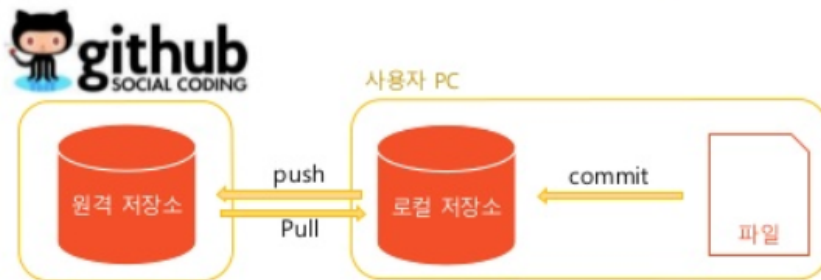 github
SOCIAL CODING
사용자 PC
원격 저장소
push
Pull
로컬 저장소
commit
파일